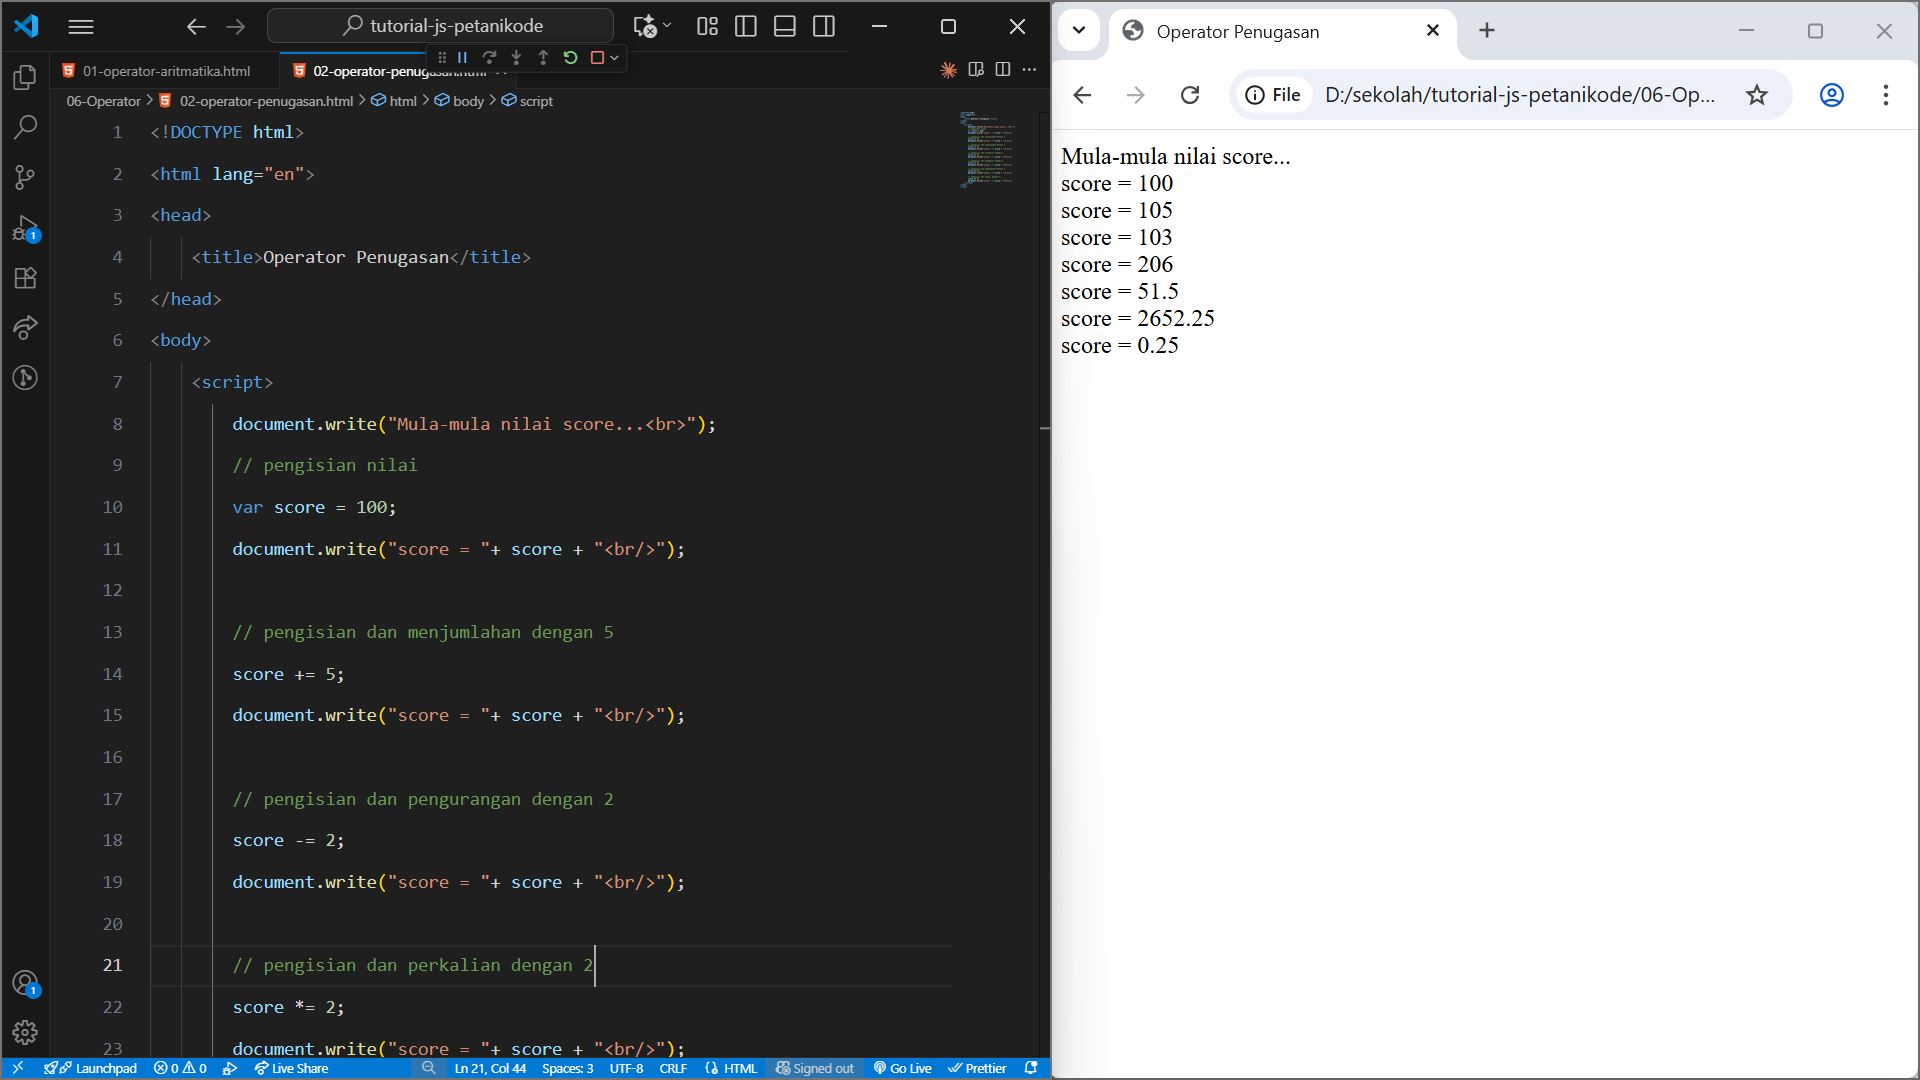 tutorial-js-petanikode
01-operator-aritmatika.html
02-operator-penugasan.html
06-Operator > 02-operator-penugasan.html > html > body > script
1 <!DOCTYPE html>
2 <html lang="en">
3 <head>
4 <title>Operator Penugasan</title>
5 </head>
6 <body>
7 <script>
8 document.write("Mula-mula nilai score...<br>");
9 // pengisian nilai
10 var score = 100;
11 document.write("score = "+ score + "<br/>");
12
13 // pengisian dan menjumlahan dengan 5
14 score += 5;
15 document.write("score = "+ score + "<br/>");
16
17 // pengisian dan pengurangan dengan 2
18 score -= 2;
19 document.write("score = "+ score + "<br/>");
20
21 // pengisian dan perkalian dengan 2
22 score *= 2;
23 document.write("score = "+ score + "<br/>");
1
1
Launchpad 0 0 Live Share Ln 21, Col 44 Spaces: 3 UTF-8 CRLF HTML Signed out Go Live Prettier
Operator Penugasan
File D:/sekolah/tutorial-js-petanikode/06-Op...
Mula-mula nilai score...
score = 100
score = 105
score = 103
score = 206
score = 51.5
score = 2652.25
score = 0.25